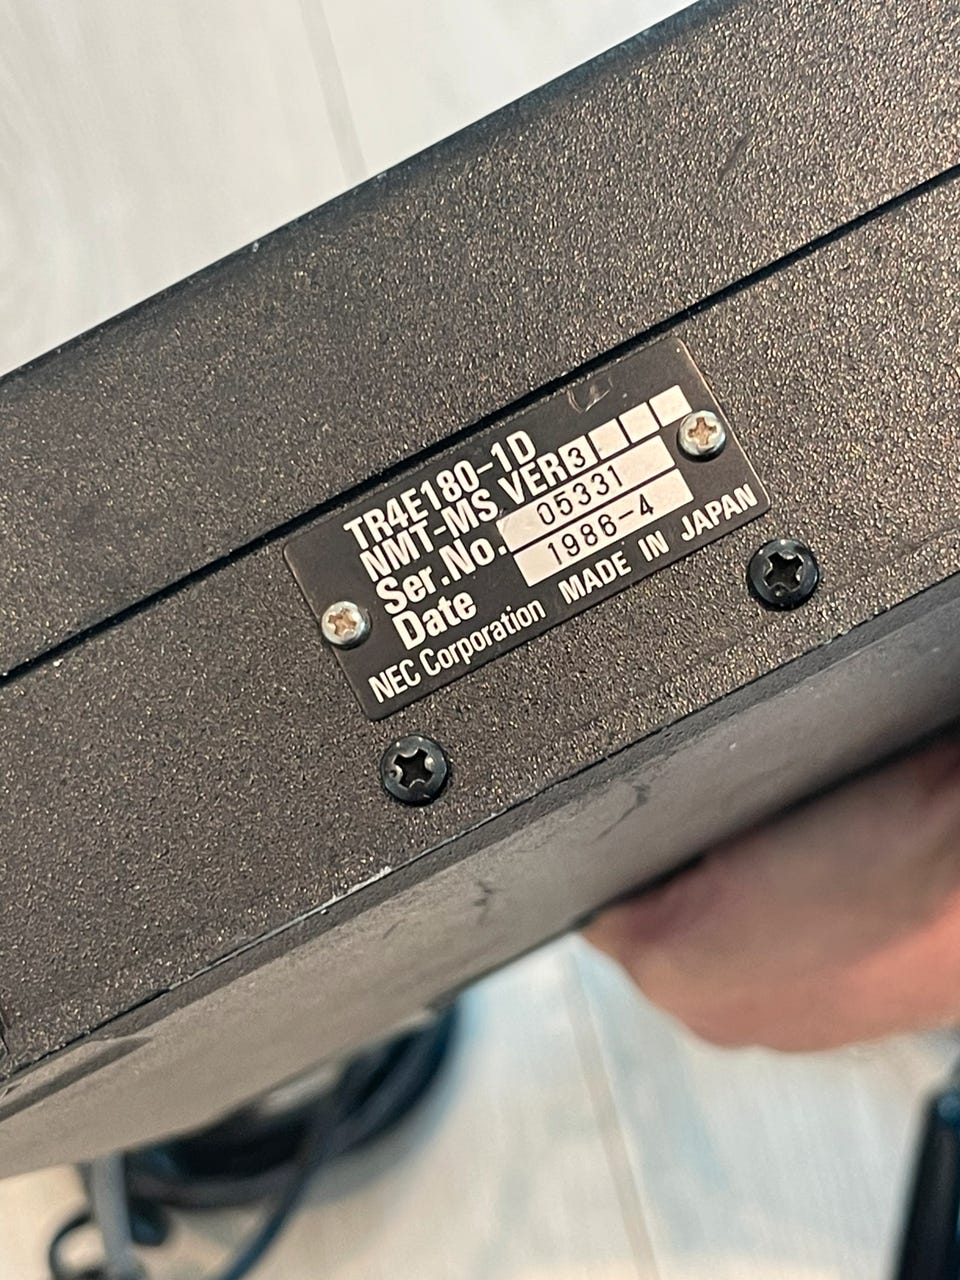 TR4E180-1D
NMT-MS VER 3
Ser.No. 05331
Date 1986-4
NEC Corporation MADE IN JAPAN